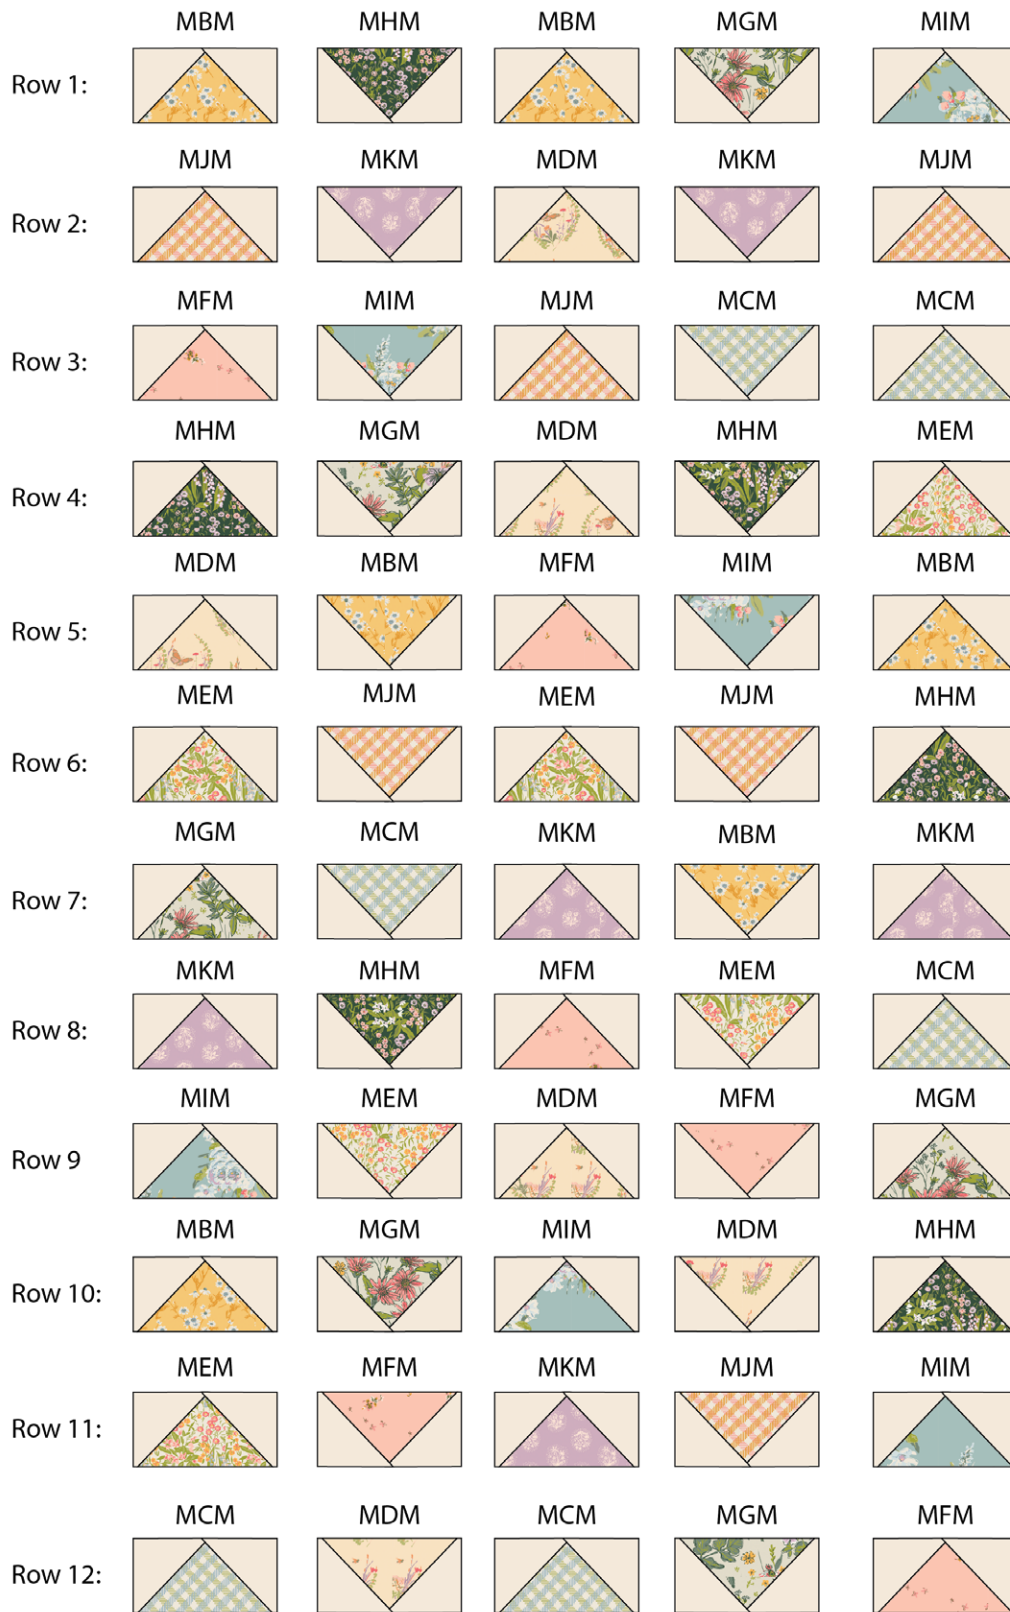 MBM MHM MBM MGM MIM
Row 1:
MJM MKM MDM MKM MJM
Row 2:
MFM MIM MJM MCM MCM
Row 3:
MHM MGM MDM MHM MEM
Row 4:
MDM MBM MFM MIM MBM
Row 5:
MEM MJM MEM MJM MHM
Row 6:
MGM MCM MKM MBM MKM
Row 7:
MKM MHM MFM MEM MCM
Row 8:
MIM MEM MDM MFM MGM
Row 9
MBM MGM MIM MDM MHM
Row 10:
MEM MFM MKM MJM MIM
Row 11:
MCM MDM MCM MGM MFM
Row 12: